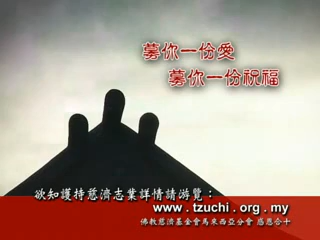 募你一份愛
募你一份祝福
欲知護持慈濟志業詳情請游覽：
www . tzuchi . org . my
佛教慈濟基金會馬來西亞分會 感恩合十